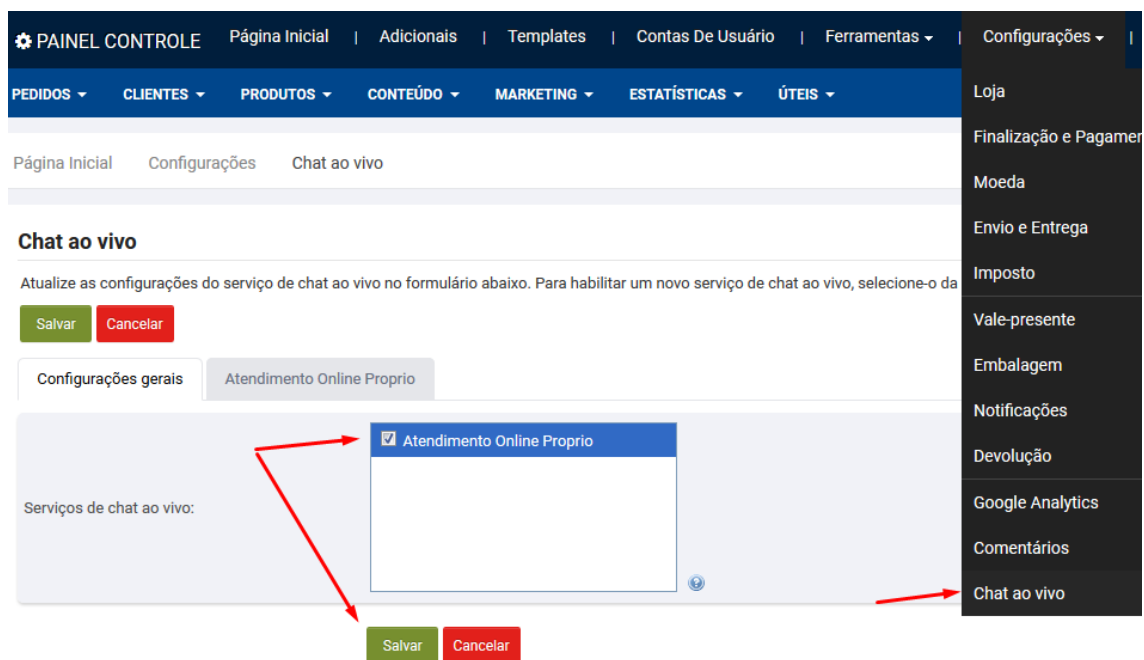 PAINEL CONTROLE Página Inicial | Adicionais | Templates | Contas De Usuário | Ferramentas | Configurações |
PEDIDOS CLIENTES PRODUTOS CONTEÚDO MARKETING ESTATÍSTICAS ÚTEIS
Loja
Finalização e Pagamen
Moeda
Envio e Entrega
Imposto
Vale-presente
Embalagem
Notificações
Devolução
Google Analytics
Comentários
Chat ao vivo
Página Inicial Configurações Chat ao vivo
Chat ao vivo
Atualize as configurações do serviço de chat ao vivo no formulário abaixo. Para habilitar um novo serviço de chat ao vivo, selecione-o da
Salvar Cancelar
Configurações gerais Atendimento Online Proprio
Atendimento Online Proprio
Serviços de chat ao vivo:
Salvar Cancelar